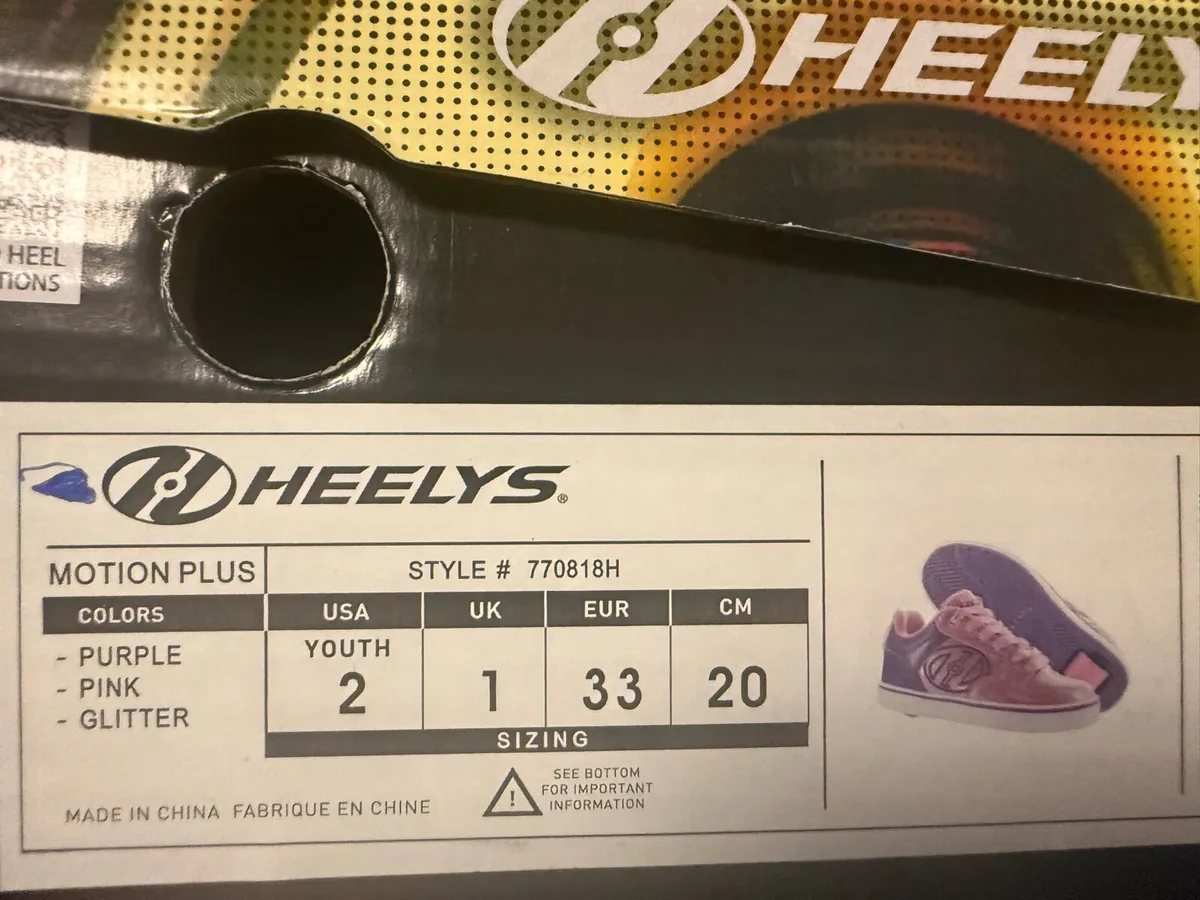 HEELY
HEEL
TIONS
HEELYS®
MOTION PLUS
STYLE # 770818H
COLORS
USA
UK
EUR
CM
- PURPLE
- PINK
- GLITTER
YOUTH
2
1
33
20
SIZING
SEE BOTTOM
FOR IMPORTANT
INFORMATION
!
MADE IN CHINA FABRIQUE EN CHINE